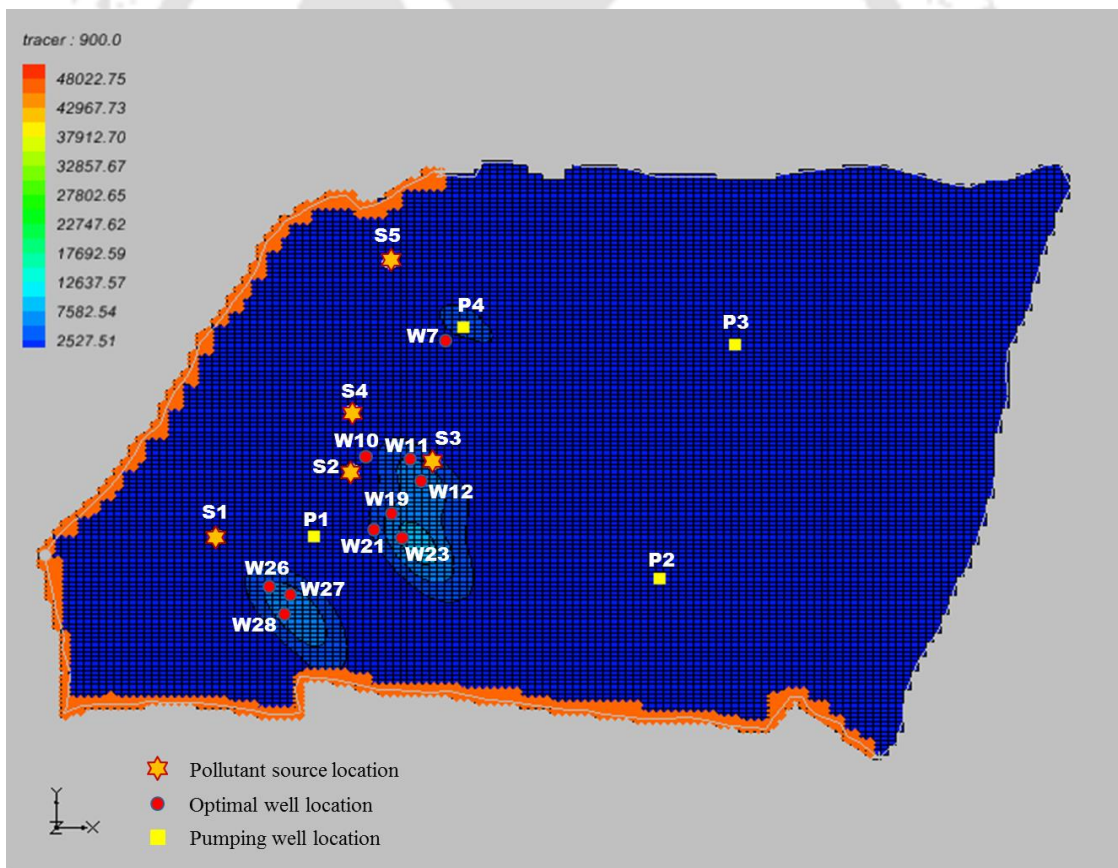 tracer : 900.0
48022.75
42967.73
37912.70
32857.67
27802.65
22747.62
17692.59
12637.57
7582.54
2527.51
S5
P4
W7
P3
S4
W10
W11
S3
S2
W12
W19
S1
P1
W21
W23
W26
W27
P2
W28
Pollutant source location
Optimal well location
Pumping well location
Y
Z
X